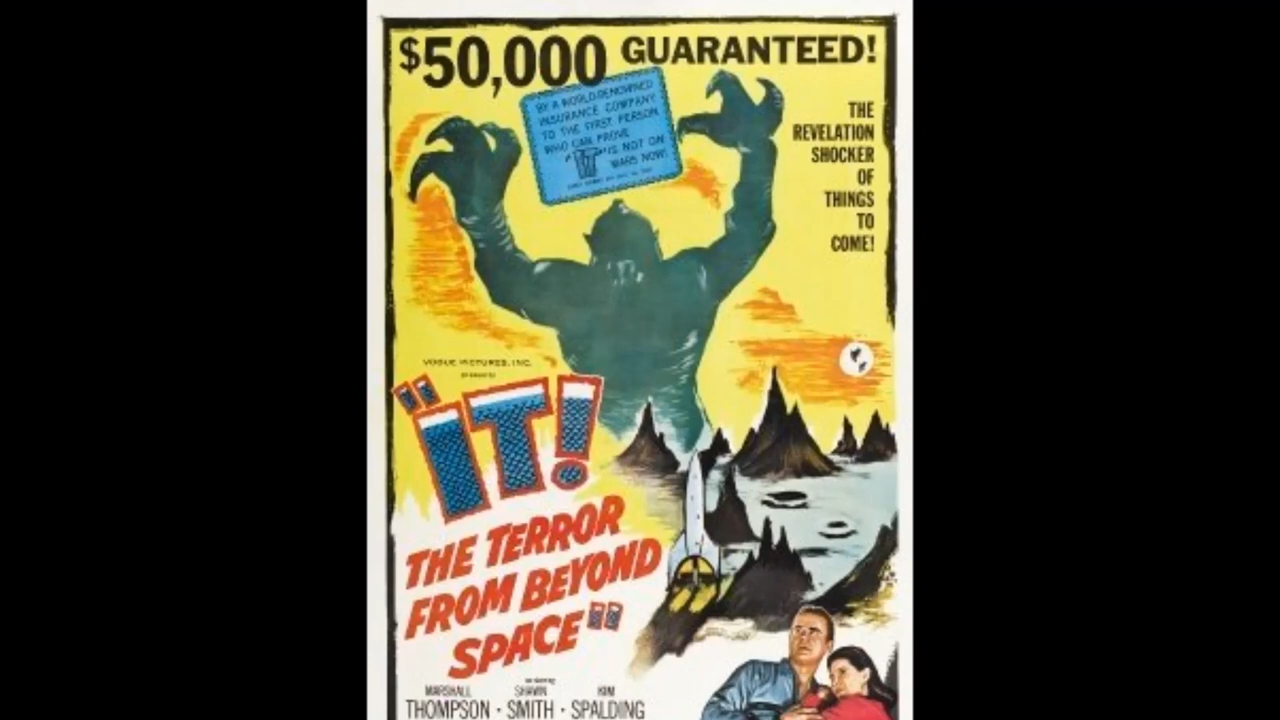 $50,000 GUARANTEED!
BY A WORLD-RENOWNED
INSURANCE COMPANY
TO THE FIRST PERSON
WHO CAN PROVE
"IT" IS NOT ON
MARS NOW!
THE
REVELATION
SHOCKER
OF
THINGS
TO
COME!
VOGUE PICTURES, INC.
PRESENTS
"IT!
THE TERROR
FROM BEYOND
SPACE"
starring
MARSHALL THOMPSON · SHAWN SMITH · KIM SPALDING